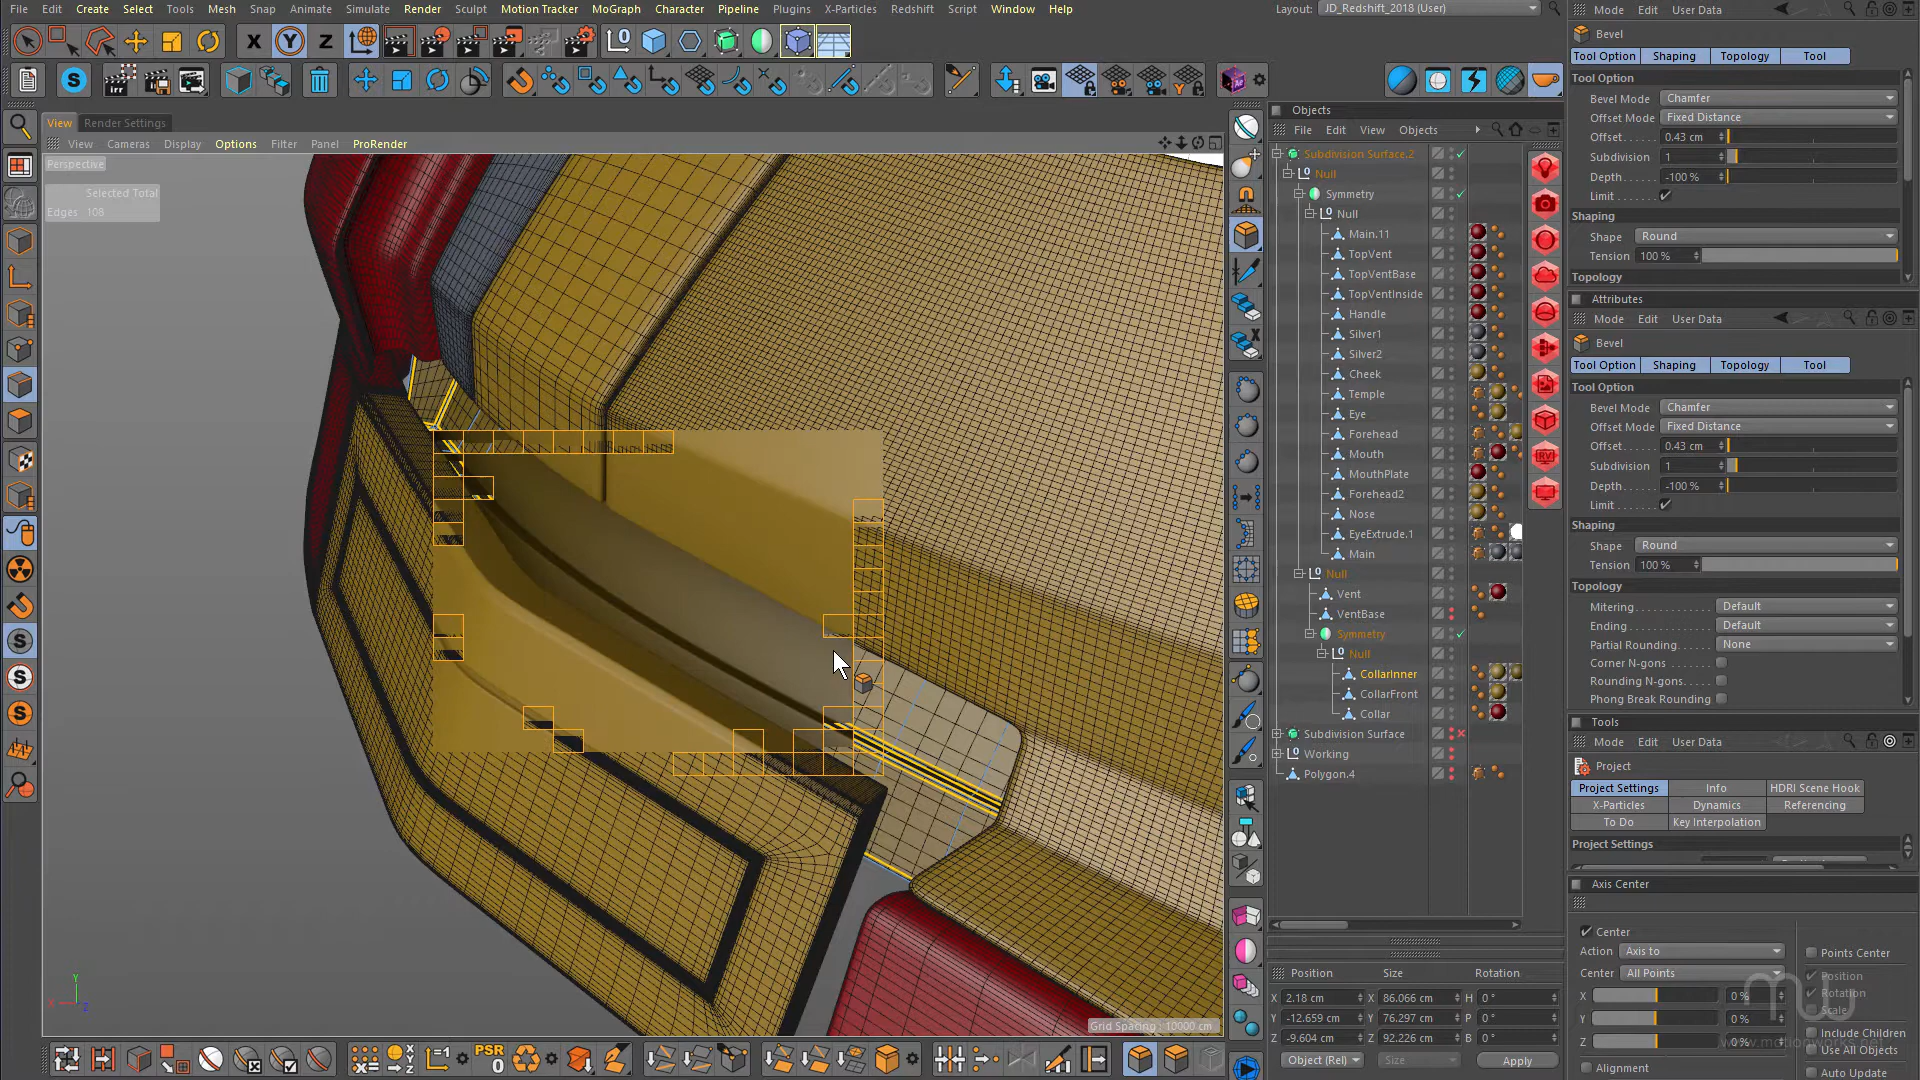 File Edit Create Select Tools Mesh Snap Animate Simulate Render Sculpt Motion Tracker MoGraph Character Pipeline Plugins X-Particles Redshift Script Window Help
Layout: JD_Redshift_2018 (User)
Mode Edit User Data
Bevel
Tool Option Shaping Topology Tool
Tool Option
Bevel Mode Chamfer
Offset Mode Fixed Distance
Offset 0.43 cm
Subdivision 1
Depth -100 %
Limit
Shaping
Shape Round
Tension 100 %
Topology
X Y Z
PSR
0
View Render Settings
View Cameras Display Options Filter Panel ProRender
Perspective
Selected Total
Edges 108
Grid Spacing : 10000 cm
Objects
File Edit View Objects
Subdivision Surface.2
Null
Symmetry
Null
Main.11
TopVent
TopVentBase
TopVentInside
Handle
Silver1
Silver2
Cheek
Temple
Eye
Forehead
Mouth
MouthPlate
Forehead2
Nose
EyeExtrude.1
Main
Null
Vent
VentBase
Symmetry
Null
CollarInner
CollarFront
Collar
Subdivision Surface
Working
Polygon.4
Position Size Rotation
X 2.18 cm X 86.066 cm H 0 °
Y -12.659 cm Y 76.297 cm P 0 °
Z -9.604 cm Z 92.226 cm B 0 °
Object (Rel) Size Apply
Attributes
Mode Edit User Data
Bevel
Tool Option Shaping Topology Tool
Tool Option
Bevel Mode Chamfer
Offset Mode Fixed Distance
Offset 0.43 cm
Subdivision 1
Depth -100 %
Limit
Shaping
Shape Round
Tension 100 %
Topology
Mitering Default
Ending Default
Partial Rounding None
Corner N-gons
Rounding N-gons
Phong Break Rounding
Tools
Mode Edit User Data
Project
Project Settings Info HDRI Scene Hook
X-Particles Dynamics Referencing
To Do Key Interpolation
Project Settings
Axis Center
Center
Action Axis to Points Center
Center All Points Position
X 0 % Rotation
Y 0 % Scale
Z 0 % Include Children
Use All Objects
Alignment Auto Update